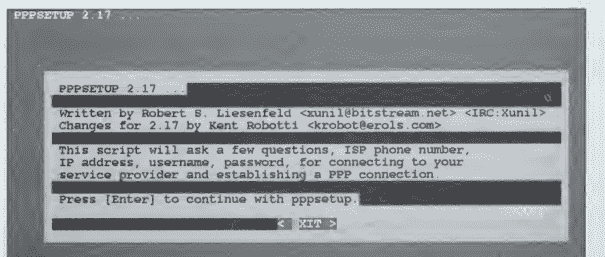 PPPSETUP 2.17 ...
PPPSETUP 2.17 ...
Written by Robert S. Liesenfeld <xunil@bitstream.net> <IRC:Xunil>
Changes for 2.17 by Kent Robotti <krobot@erols.com>
This script will ask a few questions, ISP phone number,
IP address, username, password, for connecting to your
service provider and establishing a PPP connection.
Press [Enter] to continue with pppsetup.
< XIT >